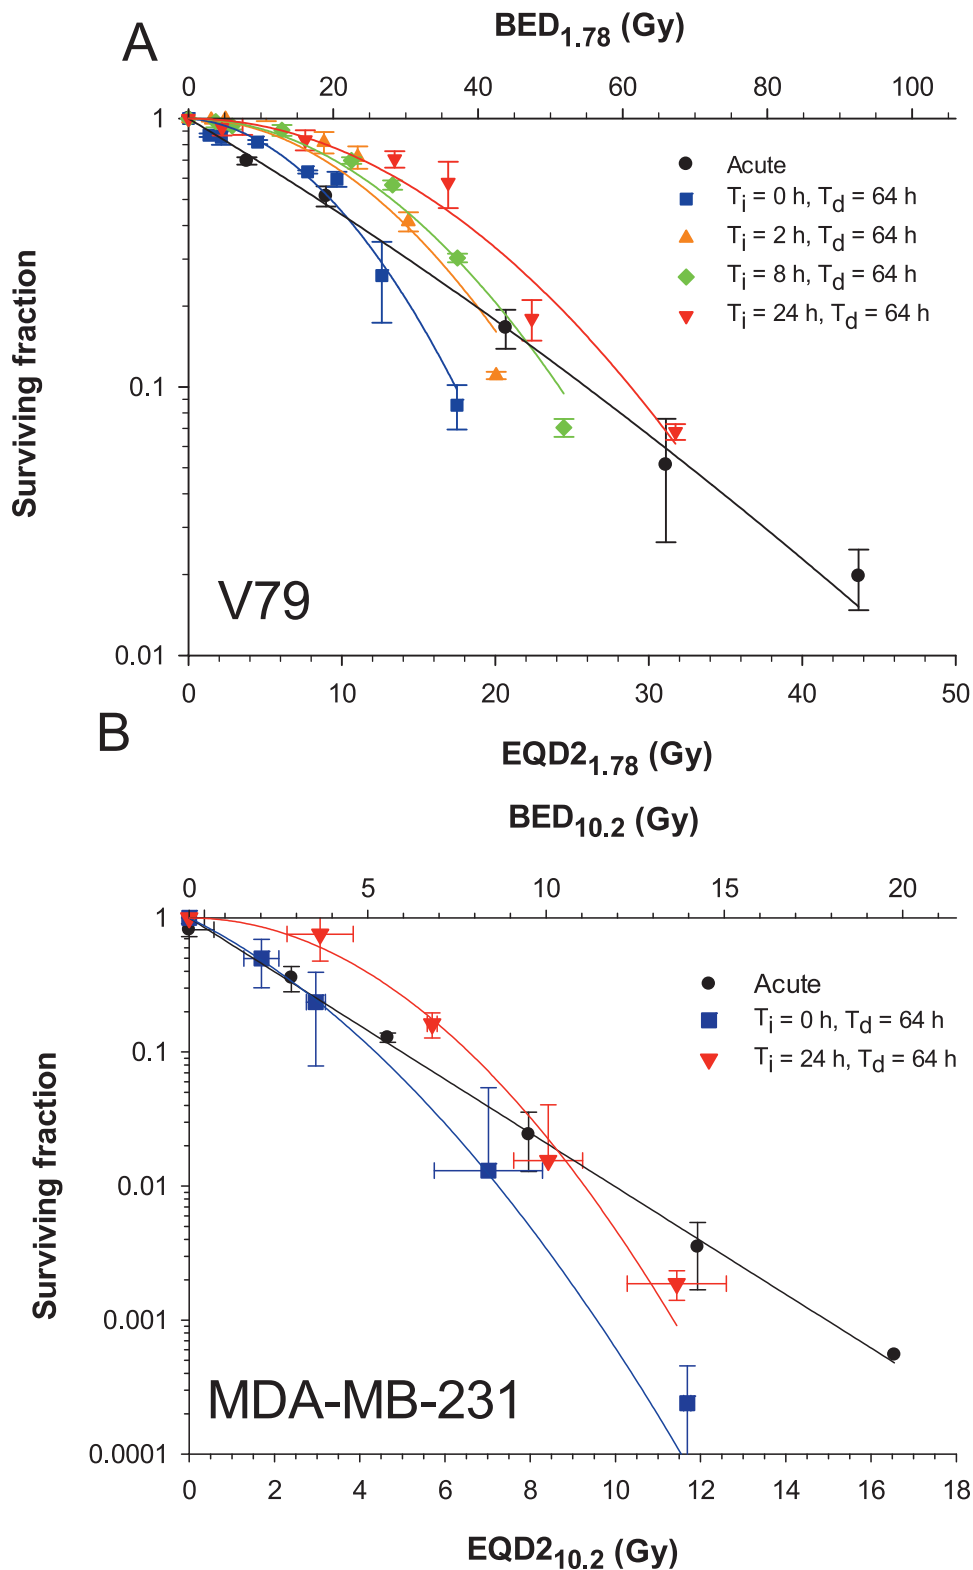 A
BED1.78 (Gy)
0 20 40 60 80 100
1
0.1
0.01
Surviving fraction
Acute
Ti = 0 h, Td = 64 h
Ti = 2 h, Td = 64 h
Ti = 8 h, Td = 64 h
Ti = 24 h, Td = 64 h
V79
0 10 20 30 40 50
EQD21.78 (Gy)
B
BED10.2 (Gy)
0 5 10 15 20
1
0.1
0.01
0.001
0.0001
Surviving fraction
Acute
Ti = 0 h, Td = 64 h
Ti = 24 h, Td = 64 h
MDA-MB-231
0 2 4 6 8 10 12 14 16 18
EQD210.2 (Gy)